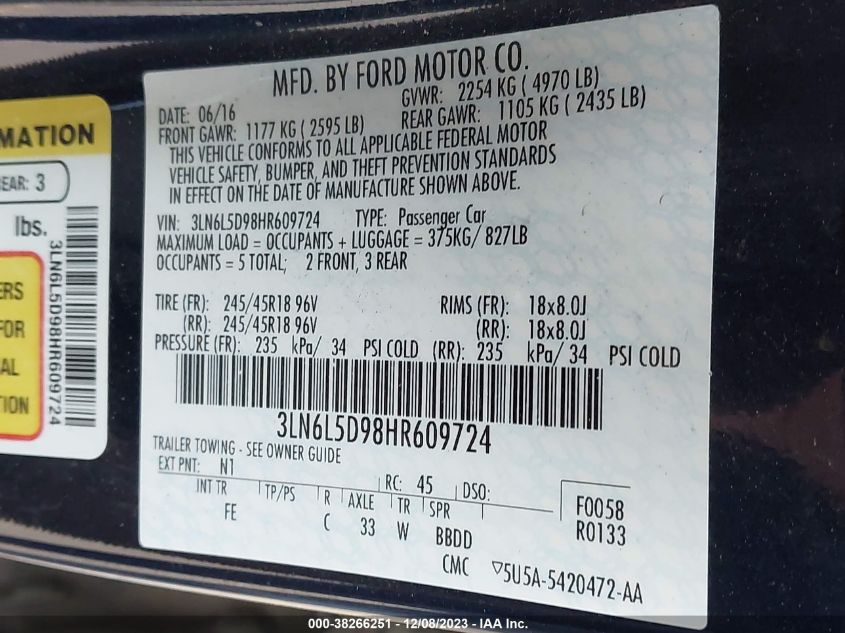 MFD. BY FORD MOTOR CO.
DATE: 06/16
GVWR: 2254 KG ( 4970 LB)
FRONT GAWR: 1177 KG ( 2595 LB)
REAR GAWR: 1105 KG ( 2435 LB)
THIS VEHICLE CONFORMS TO ALL APPLICABLE FEDERAL MOTOR
VEHICLE SAFETY, BUMPER, AND THEFT PREVENTION STANDARDS
IN EFFECT ON THE DATE OF MANUFACTURE SHOWN ABOVE.
VIN: 3LN6L5D98HR609724 TYPE: Passenger Car
MAXIMUM LOAD = OCCUPANTS + LUGGAGE = 375KG/ 827LB
OCCUPANTS = 5 TOTAL; 2 FRONT, 3 REAR
TIRE (FR): 245/45R18 96V RIMS (FR): 18x8.0J
(RR): 245/45R18 96V (RR): 18x8.0J
PRESSURE (FR): 235 kPa/ 34 PSI COLD (RR): 235 kPa/ 34 PSI COLD
3LN6L5D98HR609724
TRAILER TOWING - SEE OWNER GUIDE
EXT PNT: N1 RC: 45 DSO:
INT TR TP/PS R AXLE TR SPR
FE C 33 W BBDD
F0058
R0133
CMC ▽5U5A-5420472-AA
MATION
EAR: 3
lbs.
3LN6L5D98HR609724
ERS
FOR
AL
TION
000-38266251 - 12/08/2023 - IAA Inc.